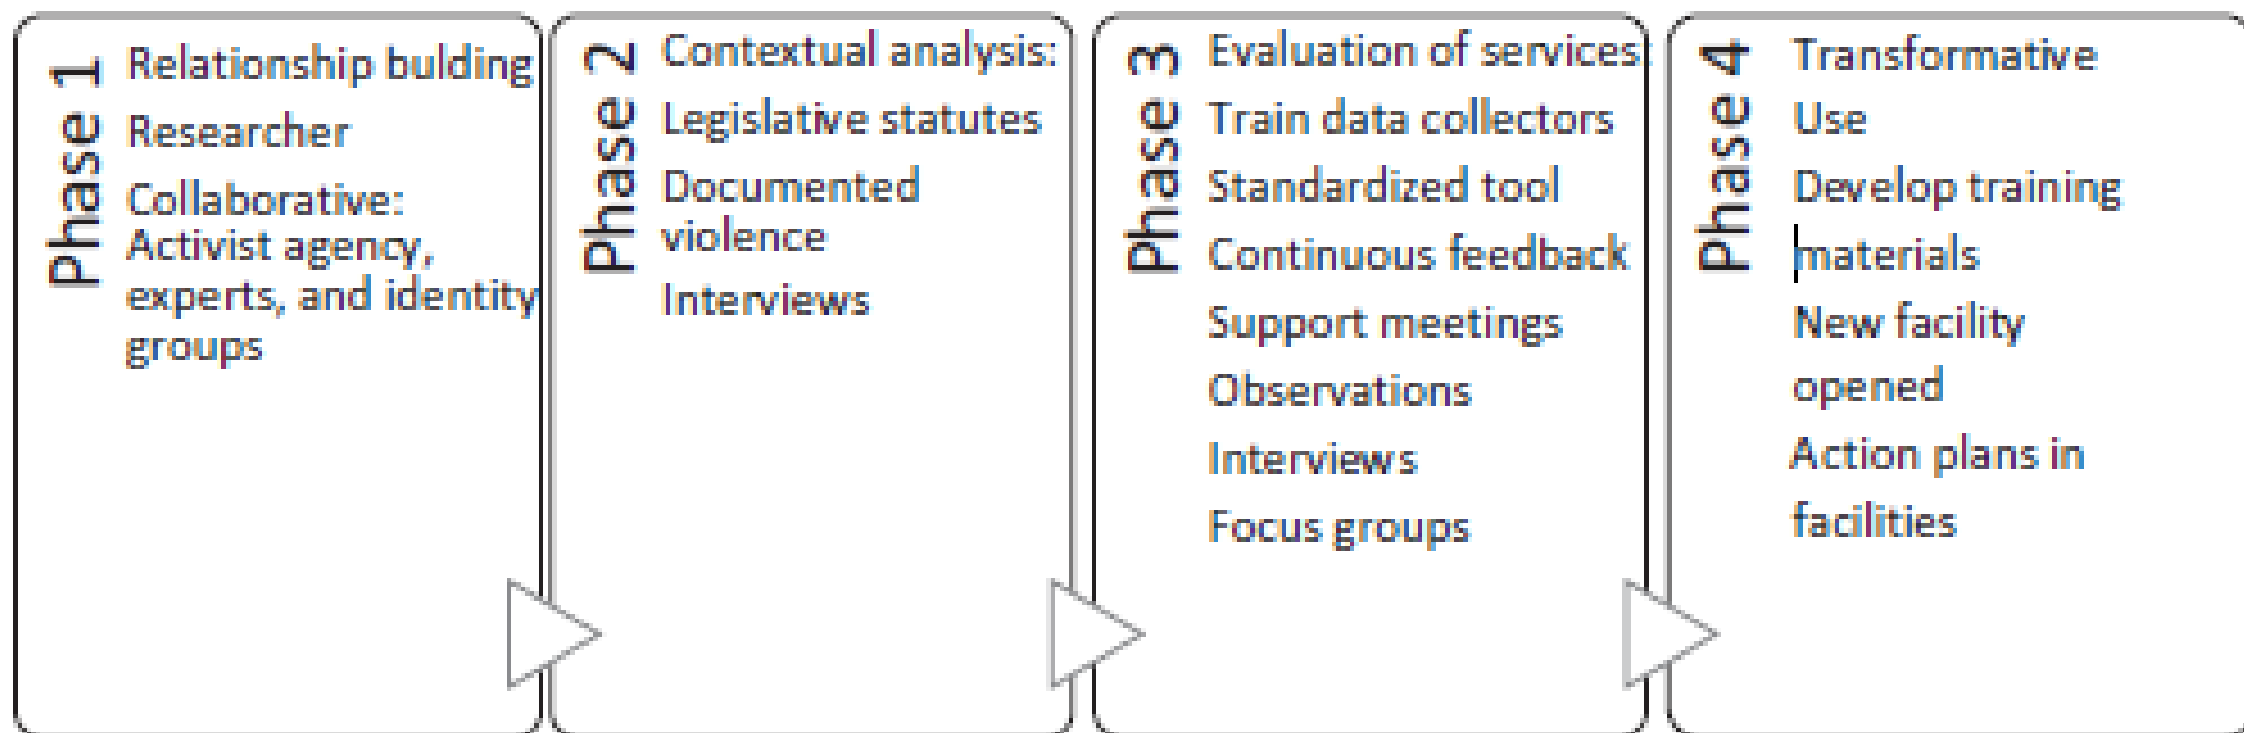 Phase 1
Relationship bulding
Researcher
Collaborative:
Activist agency,
experts, and identity
groups
Phase 2
Contextual analysis:
Legislative statutes
Documented
violence
Interviews
Phase 3
Evaluation of services:
Train data collectors
Standardized tool
Continuous feedback
Support meetings
Observations
Interviews
Focus groups
Phase 4
Transformative
Use
Develop training
materials
New facility
opened
Action plans in
facilities